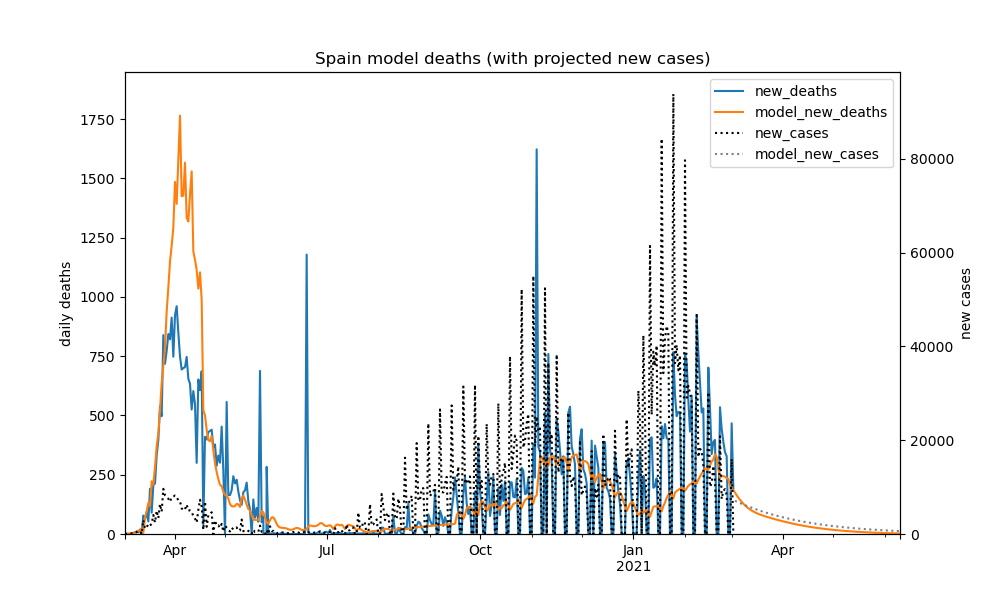 Spain model deaths (with projected new cases)
new_deaths
model_new_deaths
new_cases
model_new_cases
daily deaths
1750
1500
1250
1000
750
500
250
0
80000
60000
40000
20000
0
new cases
Apr
Jul
Oct
Jan
2021
Apr